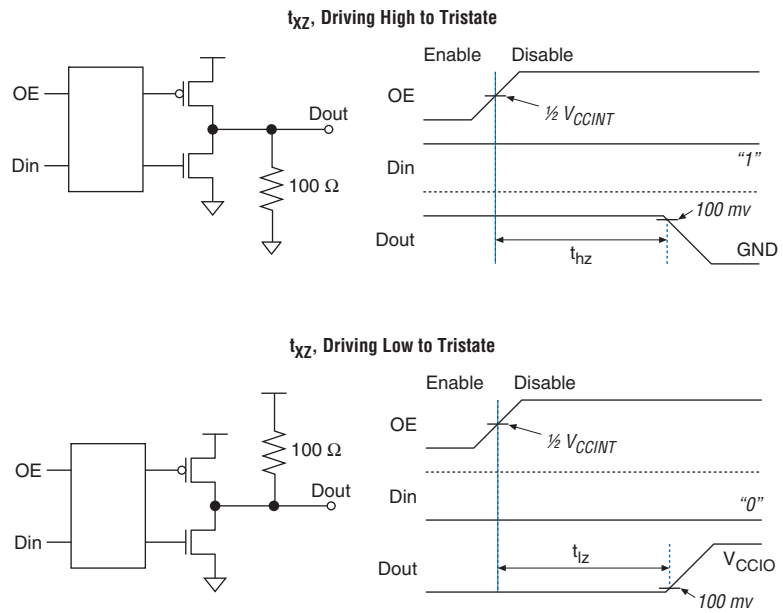 tXZ, Driving High to Tristate
Enable Disable
OE
Din
Dout
100 Ω
OE
½ VCCINT
Din
"1"
Dout
100 mv
thz
GND
tXZ, Driving Low to Tristate
Enable Disable
OE
Din
100 Ω
Dout
OE
½ VCCINT
Din
"0"
Dout
tlz
VCCIO
100 mv